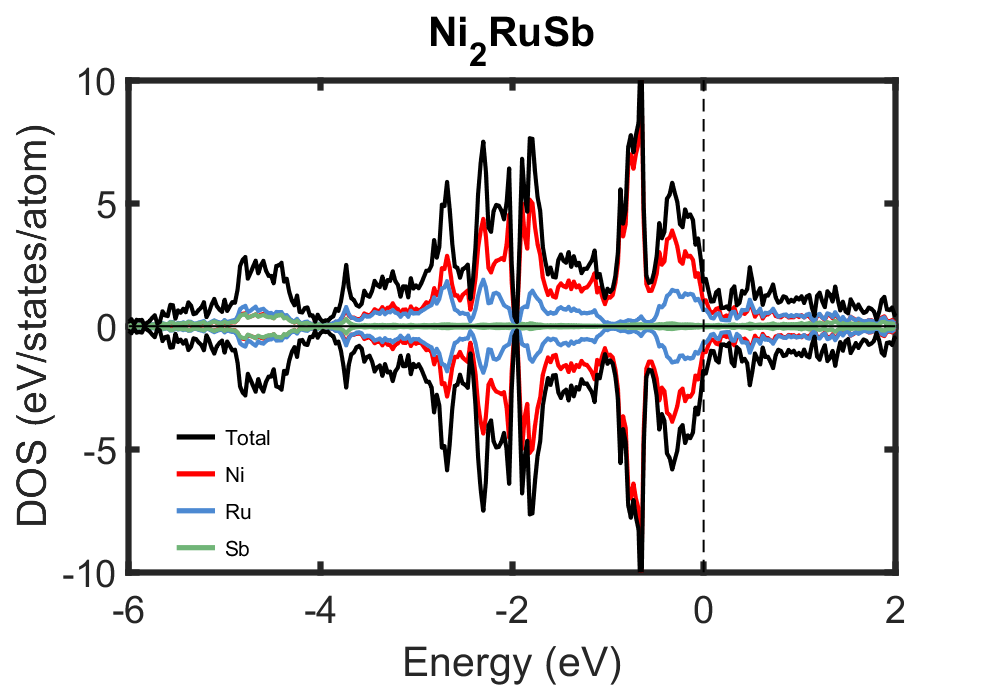 Ni2RuSb
DOS (eV/states/atom)
10
5
0
-5
-10
Total
Ni
Ru
Sb
-6 -4 -2 0 2
Energy (eV)